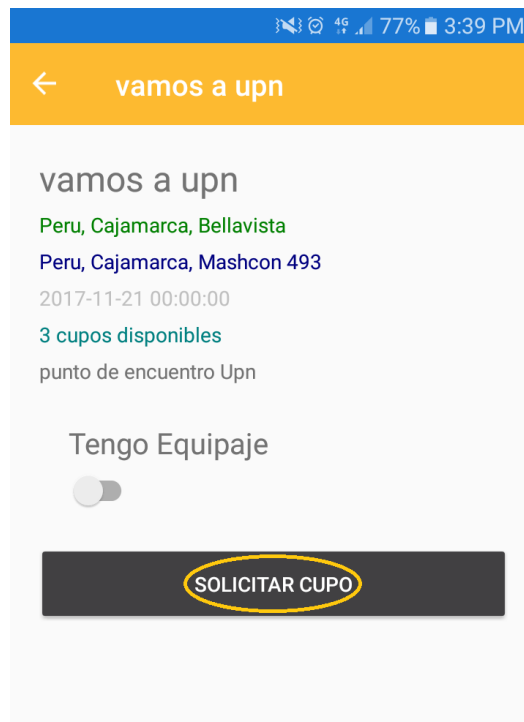 4G 77% 3:39 PM
vamos a upn
vamos a upn
Peru, Cajamarca, Bellavista
Peru, Cajamarca, Mashcon 493
2017-11-21 00:00:00
3 cupos disponibles
punto de encuentro Upn
Tengo Equipaje
SOLICITAR CUPO